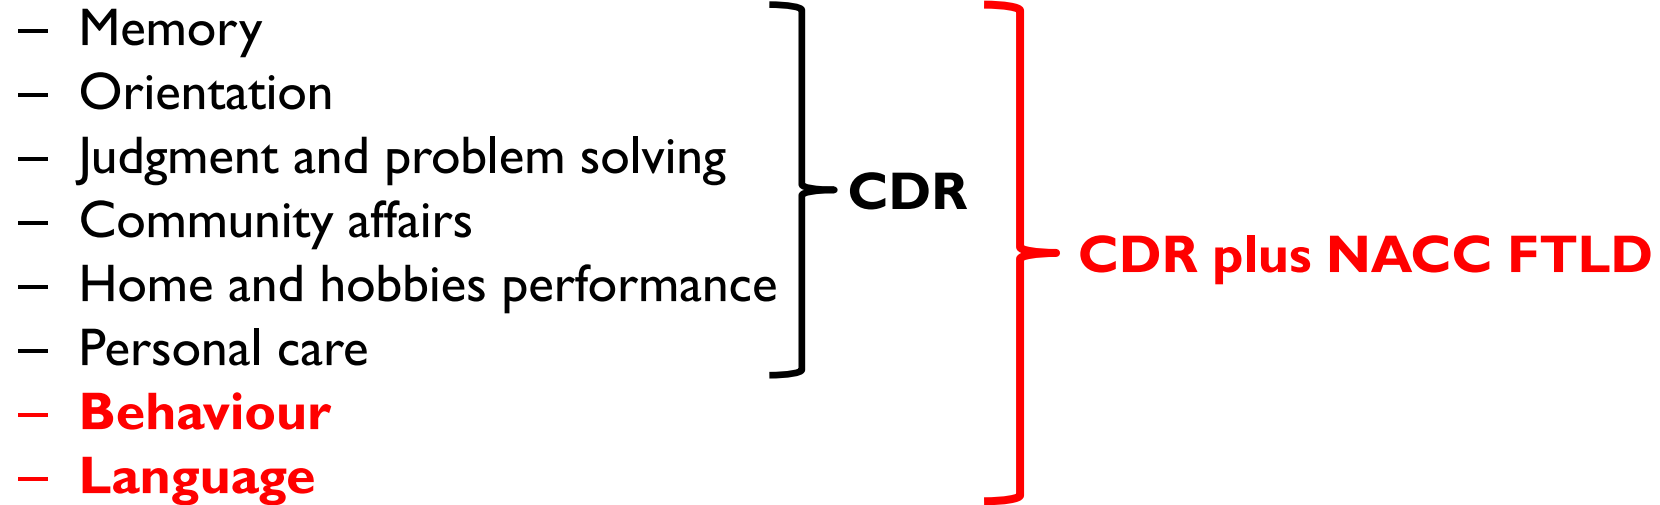 – Memory
– Orientation
– Judgment and problem solving
– Community affairs
– Home and hobbies performance
– Personal care
– Behaviour
– Language
CDR
CDR plus NACC FTLD